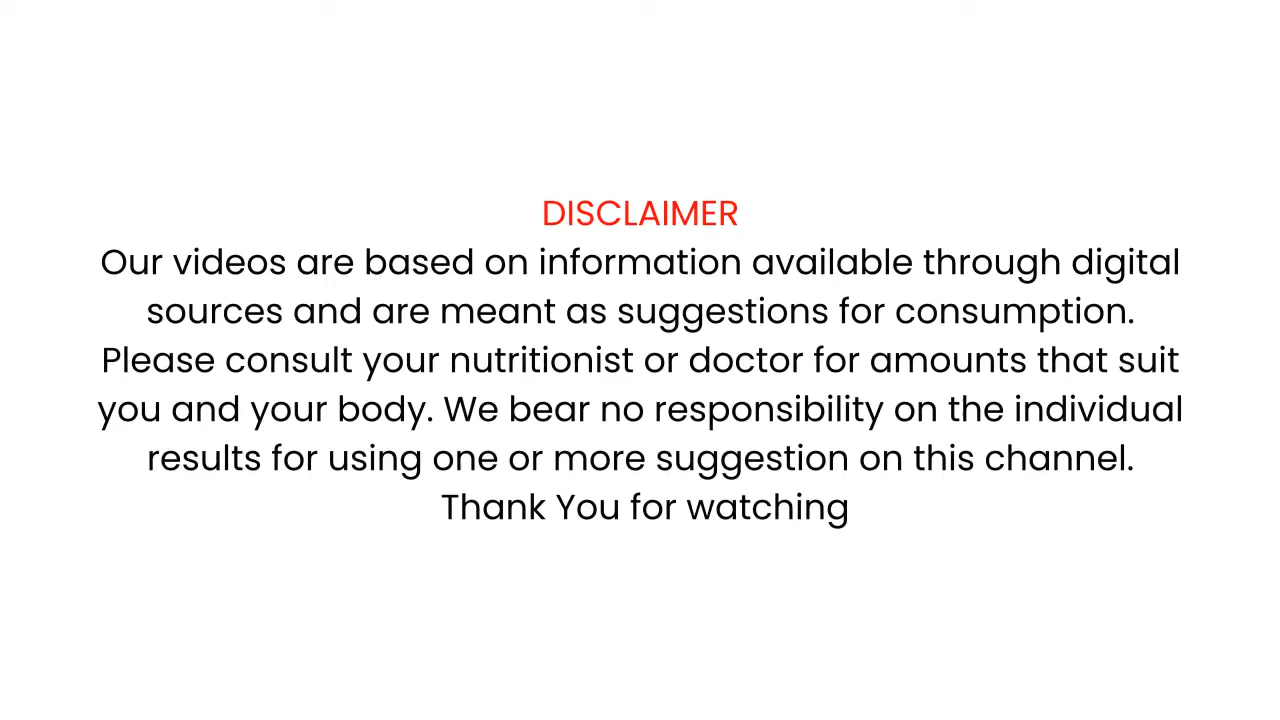 DISCLAIMER
Our videos are based on information available through digital
sources and are meant as suggestions for consumption.
Please consult your nutritionist or doctor for amounts that suit
you and your body. We bear no responsibility on the individual
results for using one or more suggestion on this channel.
Thank You for watching